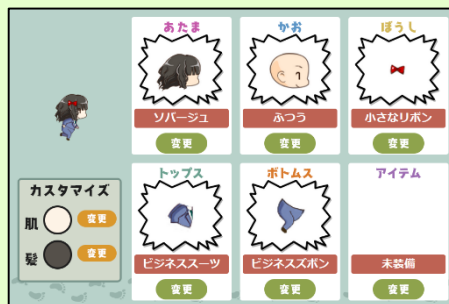 あたま
かお
ぼうし
ソバージュ
ふつう
小さなリボン
変更
変更
変更
トップス
ボトムス
アイテム
カスタマイズ
肌
変更
髪
変更
ビジネススーツ
ビジネスズボン
未装備
変更
変更
変更